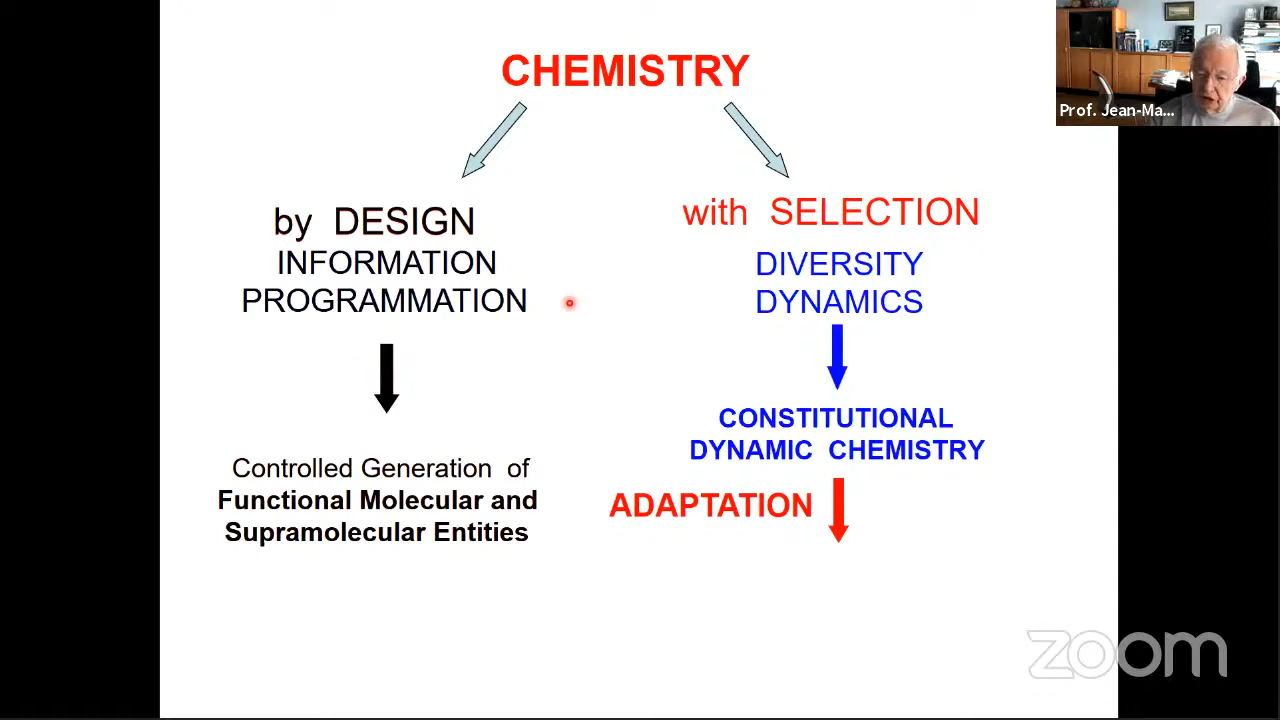 CHEMISTRY
Prof. Jean-Ma...
by DESIGN
INFORMATION
PROGRAMMATION
with SELECTION
DIVERSITY
DYNAMICS
CONSTITUTIONAL
DYNAMIC CHEMISTRY
Controlled Generation of
Functional Molecular and
Supramolecular Entities
ADAPTATION
zoom